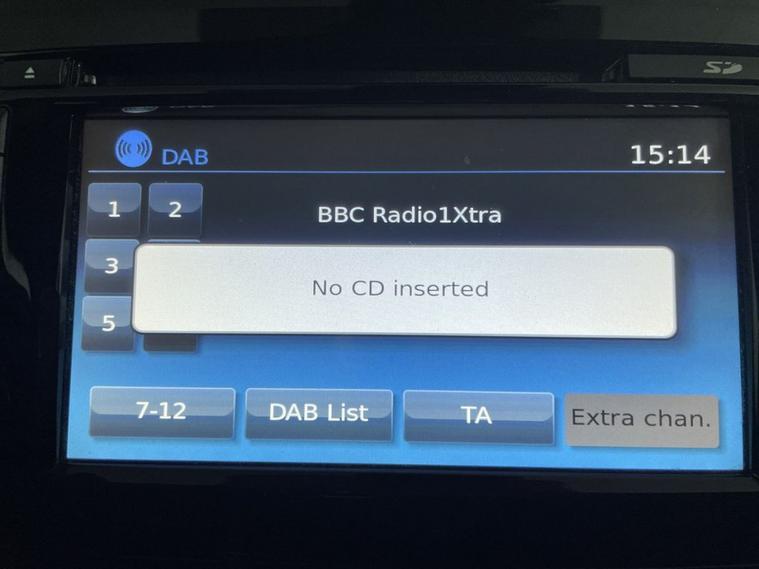 SD
DAB
15:14
1
2
BBC Radio1Xtra
3
No CD inserted
5
7-12
DAB List
TA
Extra chan.